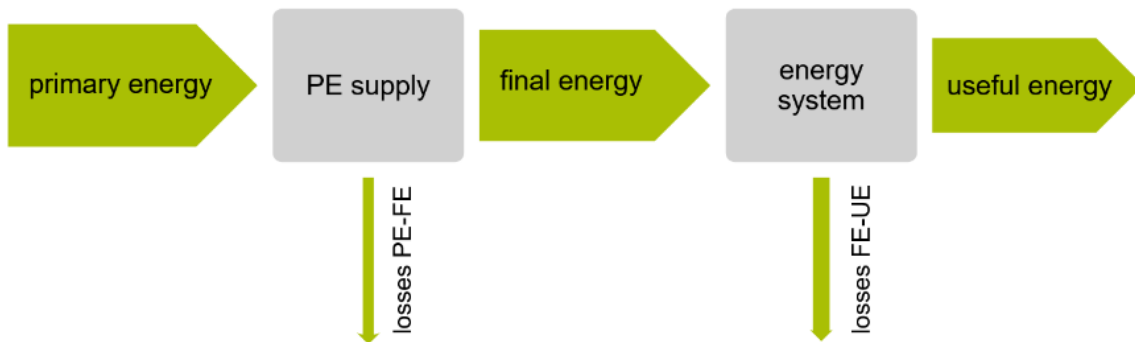 primary energy
PE supply
final energy
energy
system
useful energy
losses PE-FE
losses FE-UE